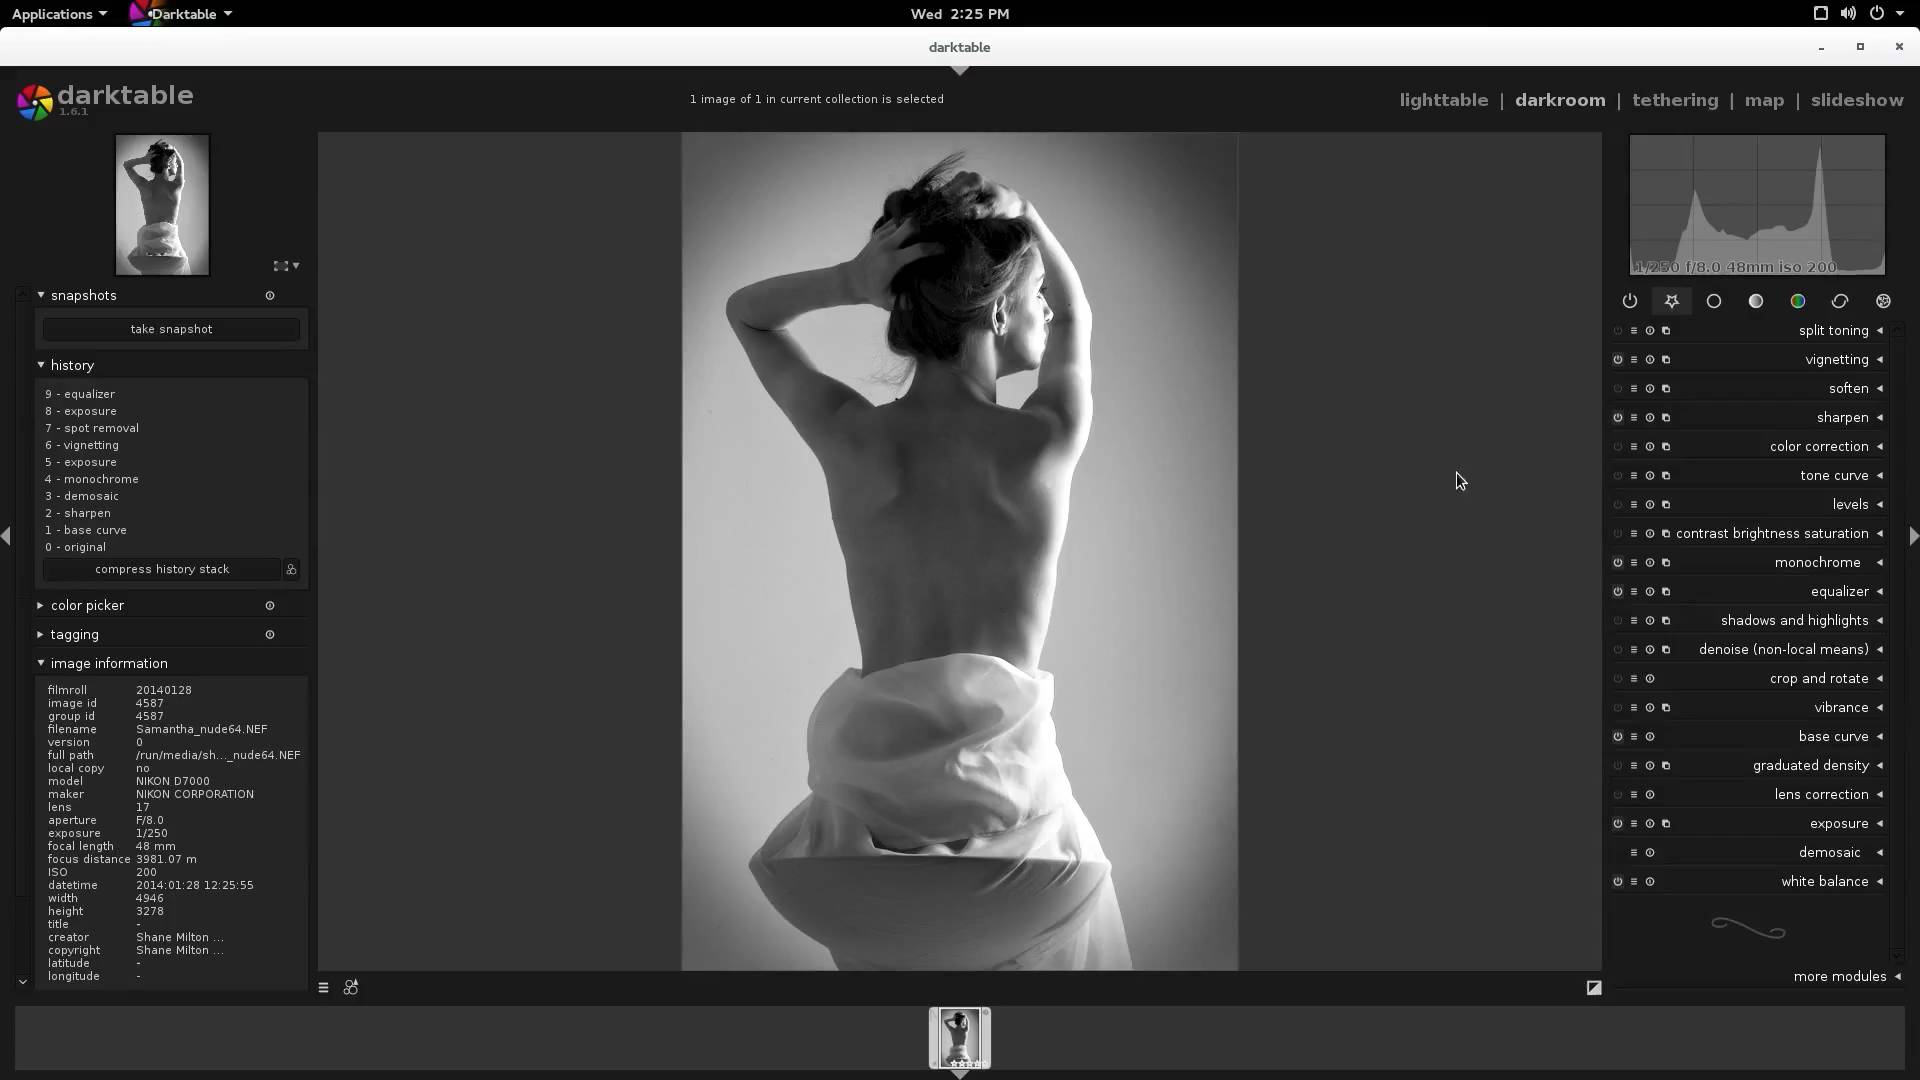 Applications
Darktable
Wed 2:25 PM
darktable
darktable
1.6.1
1 image of 1 in current collection is selected
lighttable | darkroom | tethering | map | slideshow
1/250 f/8.0 48mm iso 200
snapshots
take snapshot
history
9 - equalizer
8 - exposure
7 - spot removal
6 - vignetting
5 - exposure
4 - monochrome
3 - demosaic
2 - sharpen
1 - base curve
0 - original
compress history stack
color picker
tagging
image information
filmroll 20140128
image id 4587
group id 4587
filename Samantha_nude64.NEF
version 0
full path /run/media/sh..._nude64.NEF
local copy no
model NIKON D7000
maker NIKON CORPORATION
lens 17
aperture F/8.0
exposure 1/250
focal length 48 mm
focus distance 3981.07 m
ISO 200
datetime 2014:01:28 12:25:55
width 4946
height 3278
title -
creator Shane Milton ...
copyright Shane Milton ...
latitude -
longitude -
split toning
vignetting
soften
sharpen
color correction
tone curve
levels
contrast brightness saturation
monochrome
equalizer
shadows and highlights
denoise (non-local means)
crop and rotate
vibrance
base curve
graduated density
lens correction
exposure
demosaic
white balance
more modules